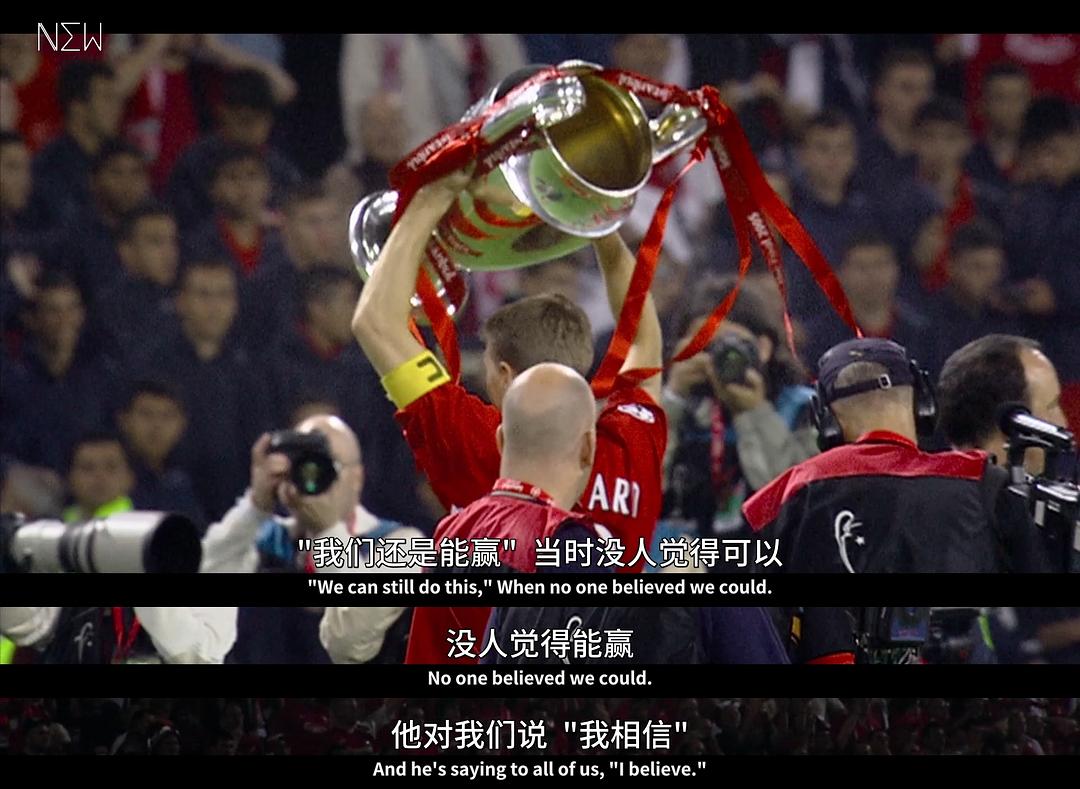 NEW
ARD
"我们还是能赢" 当时没人觉得可以
"We can still do this," When no one believed we could.
没人觉得能赢
No one believed we could.
他对我们说 "我相信"
And he's saying to all of us, "I believe."